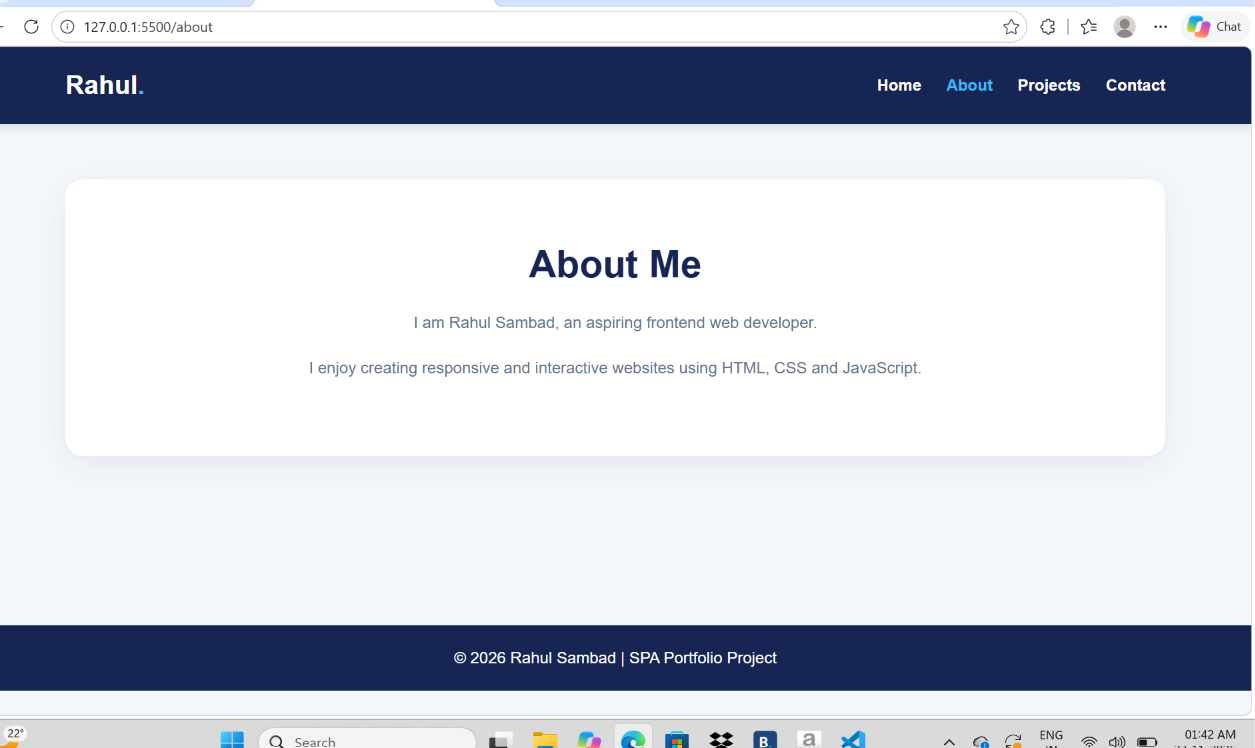 127.0.0.1:5500/about
Chat
Rahul.
Home About Projects Contact
About Me
I am Rahul Sambad, an aspiring frontend web developer.
I enjoy creating responsive and interactive websites using HTML, CSS and JavaScript.
© 2026 Rahul Sambad | SPA Portfolio Project
22°
Search
ENG
IN
01:42 AM